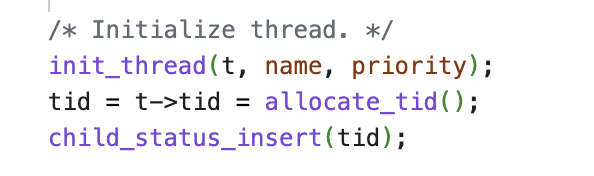 /* Initialize thread. */
init_thread(t, name, priority);
tid = t->tid = allocate_tid();
child_status_insert(tid);